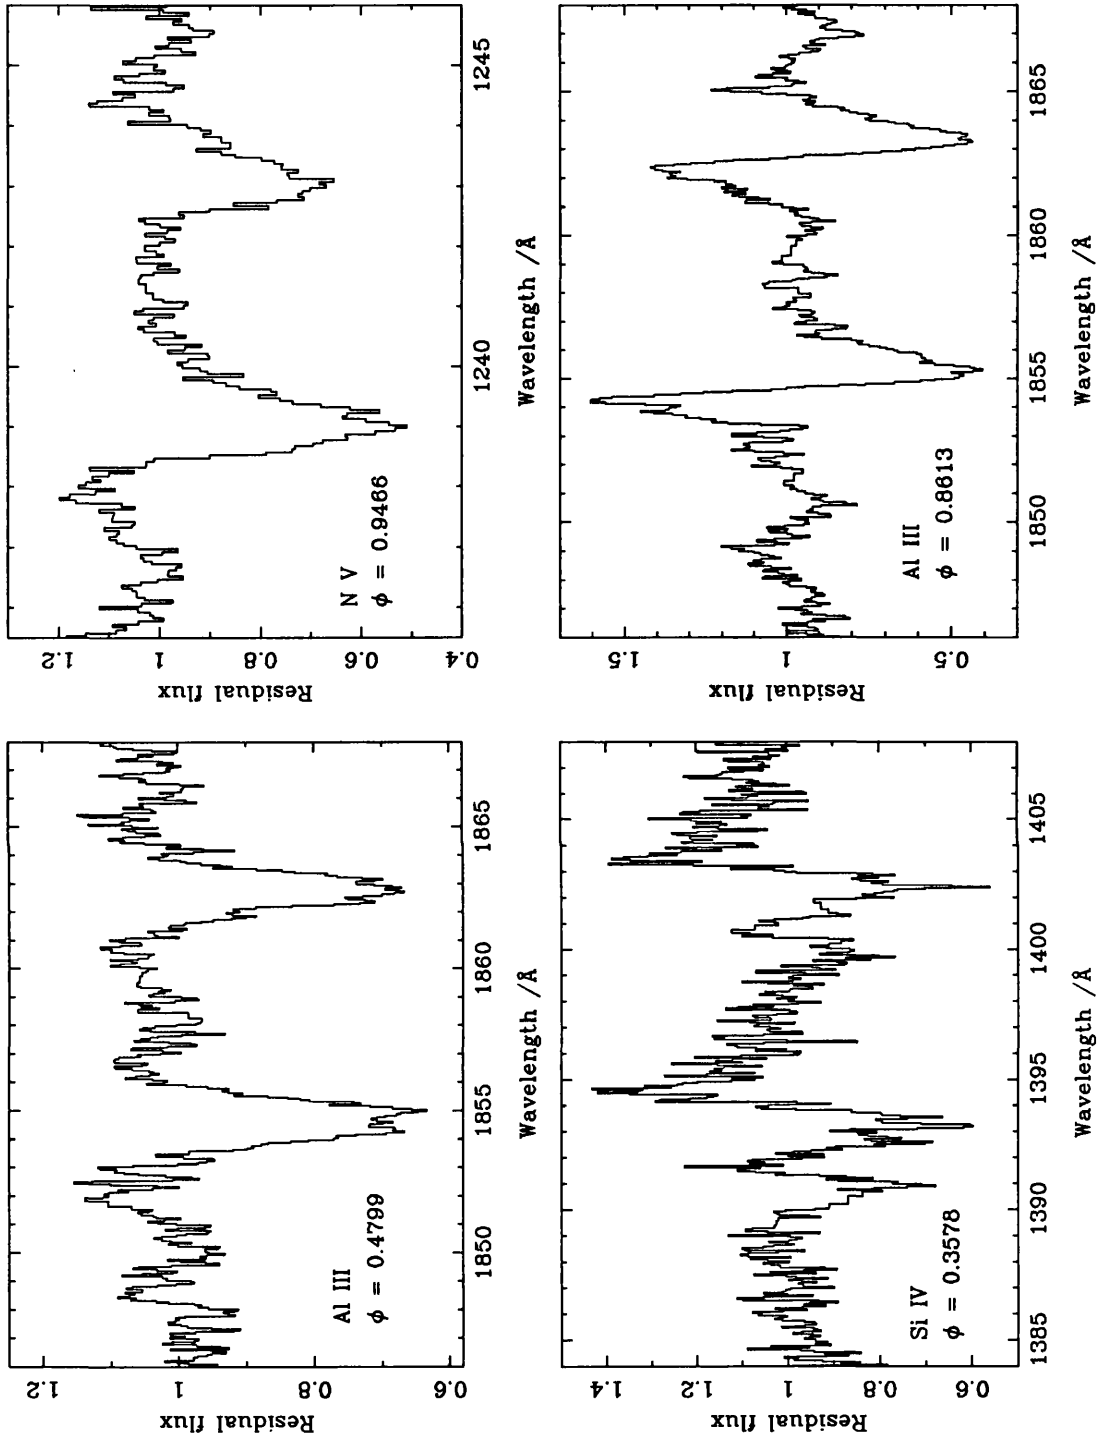 1.2
1
0.8
0.6
Residual flux
Al III
φ = 0.4799
1850
1855
1860
1865
Wavelength /Å
1.2
1
0.8
0.6
0.4
Residual flux
N V
φ = 0.9466
1240
1245
Wavelength /Å
1.4
1.2
1
0.8
0.6
Residual flux
Si IV
φ = 0.3578
1385
1390
1395
1400
1405
Wavelength /Å
1.5
1
0.5
Residual flux
Al III
φ = 0.8613
1850
1855
1860
1865
Wavelength /Å